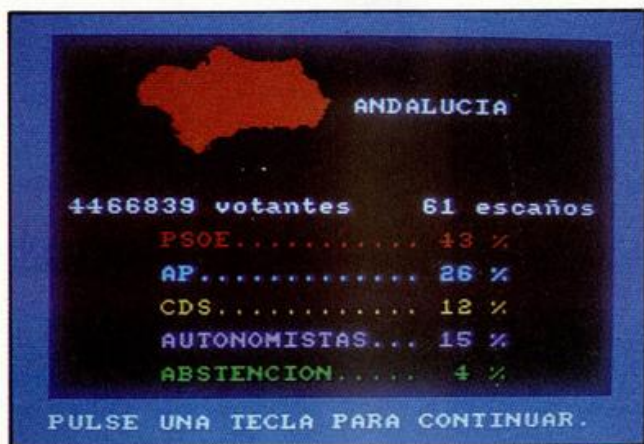 ANDALUCIA
4466839 votantes 61 escaños
PSOE............ 43 %
AP.............. 26 %
CDS............. 12 %
AUTONOMISTAS... 15 %
ABSTENCION..... 4 %
PULSE UNA TECLA PARA CONTINUAR.